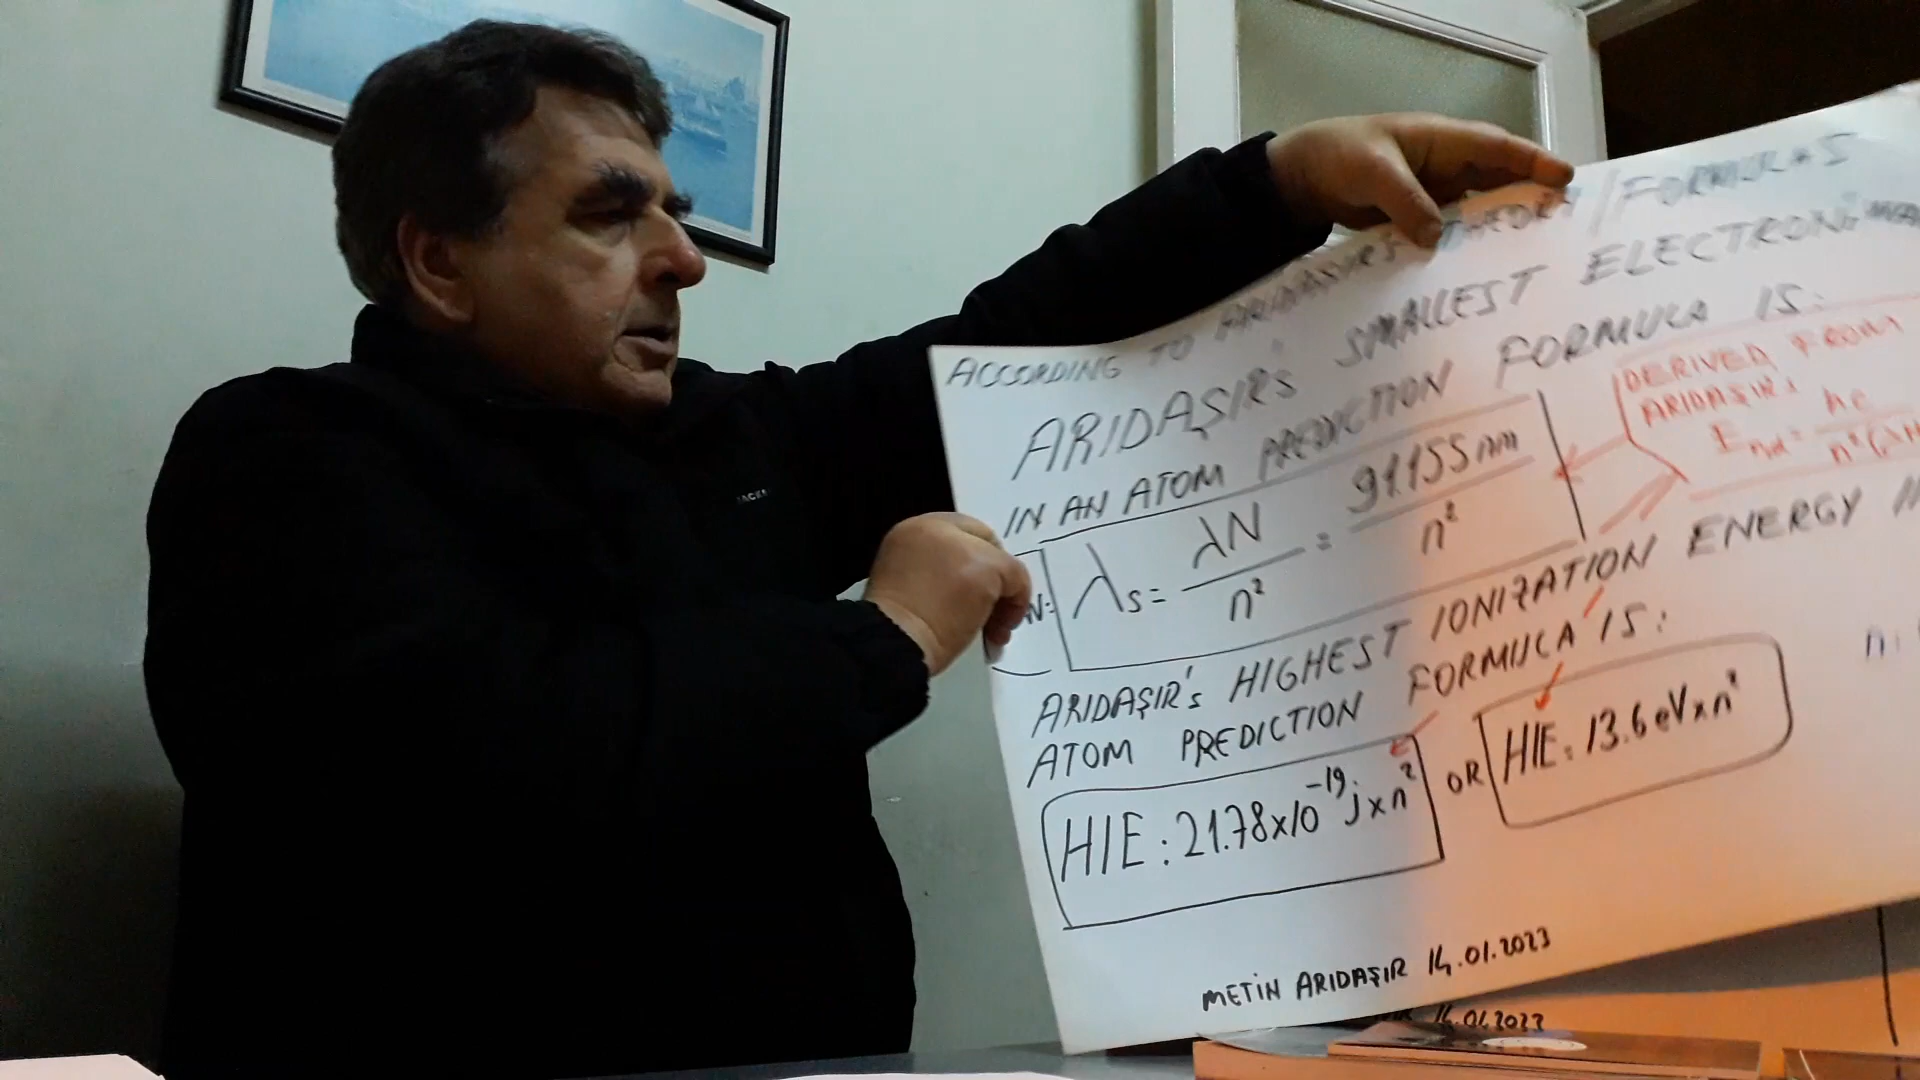 ACCORDING TO ARIDAŞIR'S THEORY / FORMULAS
ARIDAŞIR's SMALLEST ELECTRON
IN AN ATOM PREDICTION FORMULA IS:
λs = λN / n² = 91.155 nm / n²
N:
DERIVED FROM
ARIDAŞIR's
ARIDAŞIR's HIGHEST IONIZATION ENERGY
ATOM PREDICTION FORMULA IS:
HIE: 21.78x10⁻¹⁹ j x n² OR HIE: 13.6 eV x n²
n:
METİN ARIDAŞIR 14.01.2023